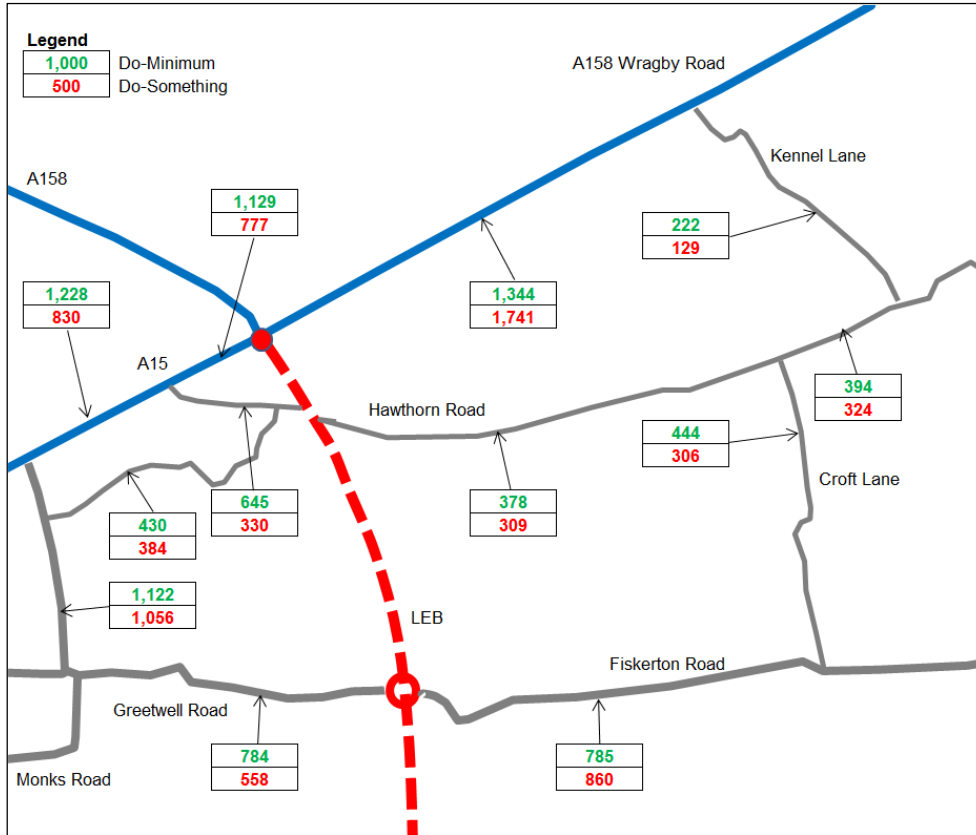 Legend
1,000 Do-Minimum
500 Do-Something
A158 Wragby Road
Kennel Lane
A158
1,129
777
222
129
1,228
830
1,344
1,741
A15
Hawthorn Road
394
324
444
306
Croft Lane
645
330
378
309
430
384
1,122
1,056
LEB
Fiskerton Road
Greetwell Road
784
558
785
860
Monks Road